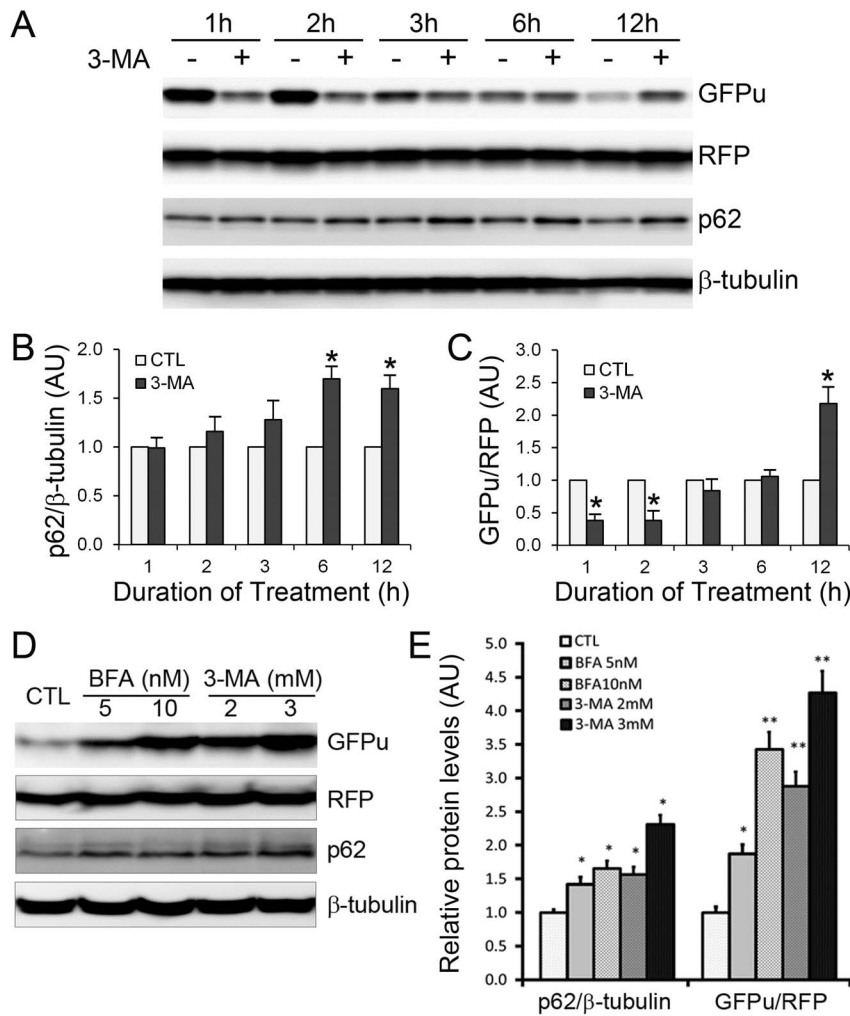 A
1h 2h 3h 6h 12h
3-MA - + - + - + - + - +
GFPu
RFP
p62
β-tubulin
B
p62/β-tubulin (AU)
2.0
1.5
1.0
0.5
0.0
CTL
3-MA
* *
1 2 3 6 12
Duration of Treatment (h)
C
GFPu/RFP (AU)
3.0
2.5
2.0
1.5
1.0
0.5
0.0
CTL
3-MA
* * *
1 2 3 6 12
Duration of Treatment (h)
D
CTL BFA (nM) 3-MA (mM)
5 10 2 3
GFPu
RFP
p62
β-tubulin
E
Relative protein levels (AU)
5.0
4.5
4.0
3.5
3.0
2.5
2.0
1.5
1.0
0.5
0.0
CTL
BFA 5nM
BFA10nM
3-MA 2mM
3-MA 3mM
* * * * * ** ** **
p62/β-tubulin GFPu/RFP